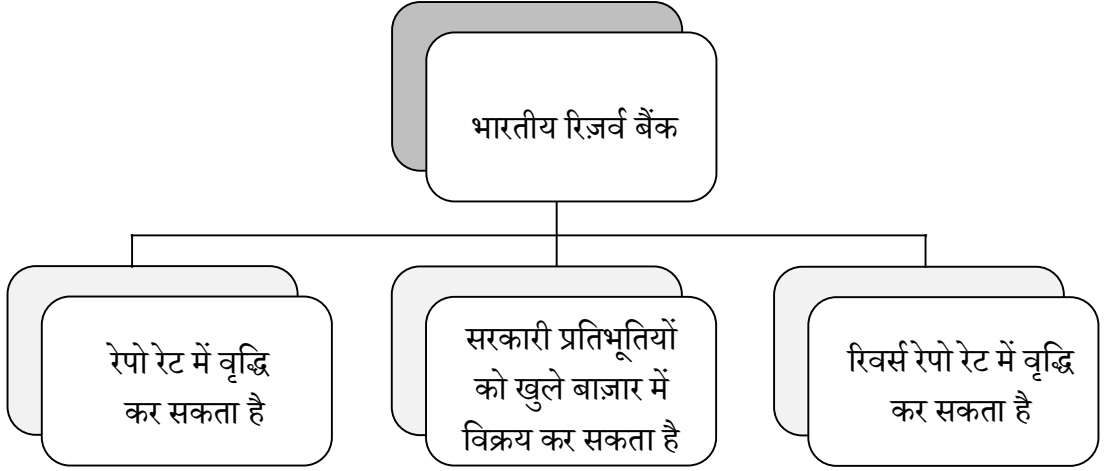 भारतीय रिज़र्व बैंक
रेपो रेट में वृद्धि
कर सकता है
सरकारी प्रतिभूतियों
को खुले बाज़ार में
विक्रय कर सकता है
रिवर्स रेपो रेट में वृद्धि
कर सकता है